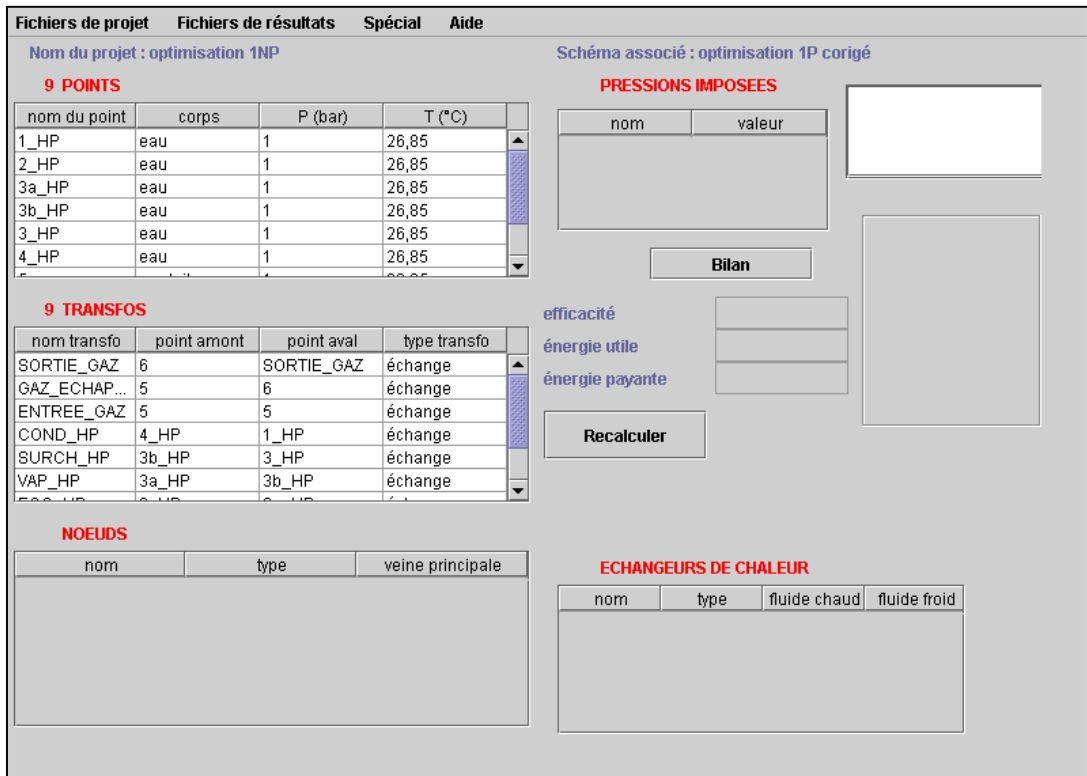 Fichiers de projet Fichiers de résultats Spécial Aide
Nom du projet : optimisation 1NP
Schéma associé : optimisation 1P corigé
9 POINTS
nom du point corps P (bar) T (°C)
1_HP eau 1 26,85
2_HP eau 1 26,85
3a_HP eau 1 26,85
3b_HP eau 1 26,85
3_HP eau 1 26,85
4_HP eau 1 26,85
PRESSIONS IMPOSEES
nom valeur
Bilan
9 TRANSFOS
nom transfo point amont point aval type transfo
SORTIE_GAZ 6 SORTIE_GAZ échange
GAZ_ECHAP... 5 6 échange
ENTREE_GAZ 5 5 échange
COND_HP 4_HP 1_HP échange
SURCH_HP 3b_HP 3_HP échange
VAP_HP 3a_HP 3b_HP échange
efficacité
énergie utile
énergie payante
Recalculer
NOEUDS
nom type veine principale
ECHANGEURS DE CHALEUR
nom type fluide chaud fluide froid